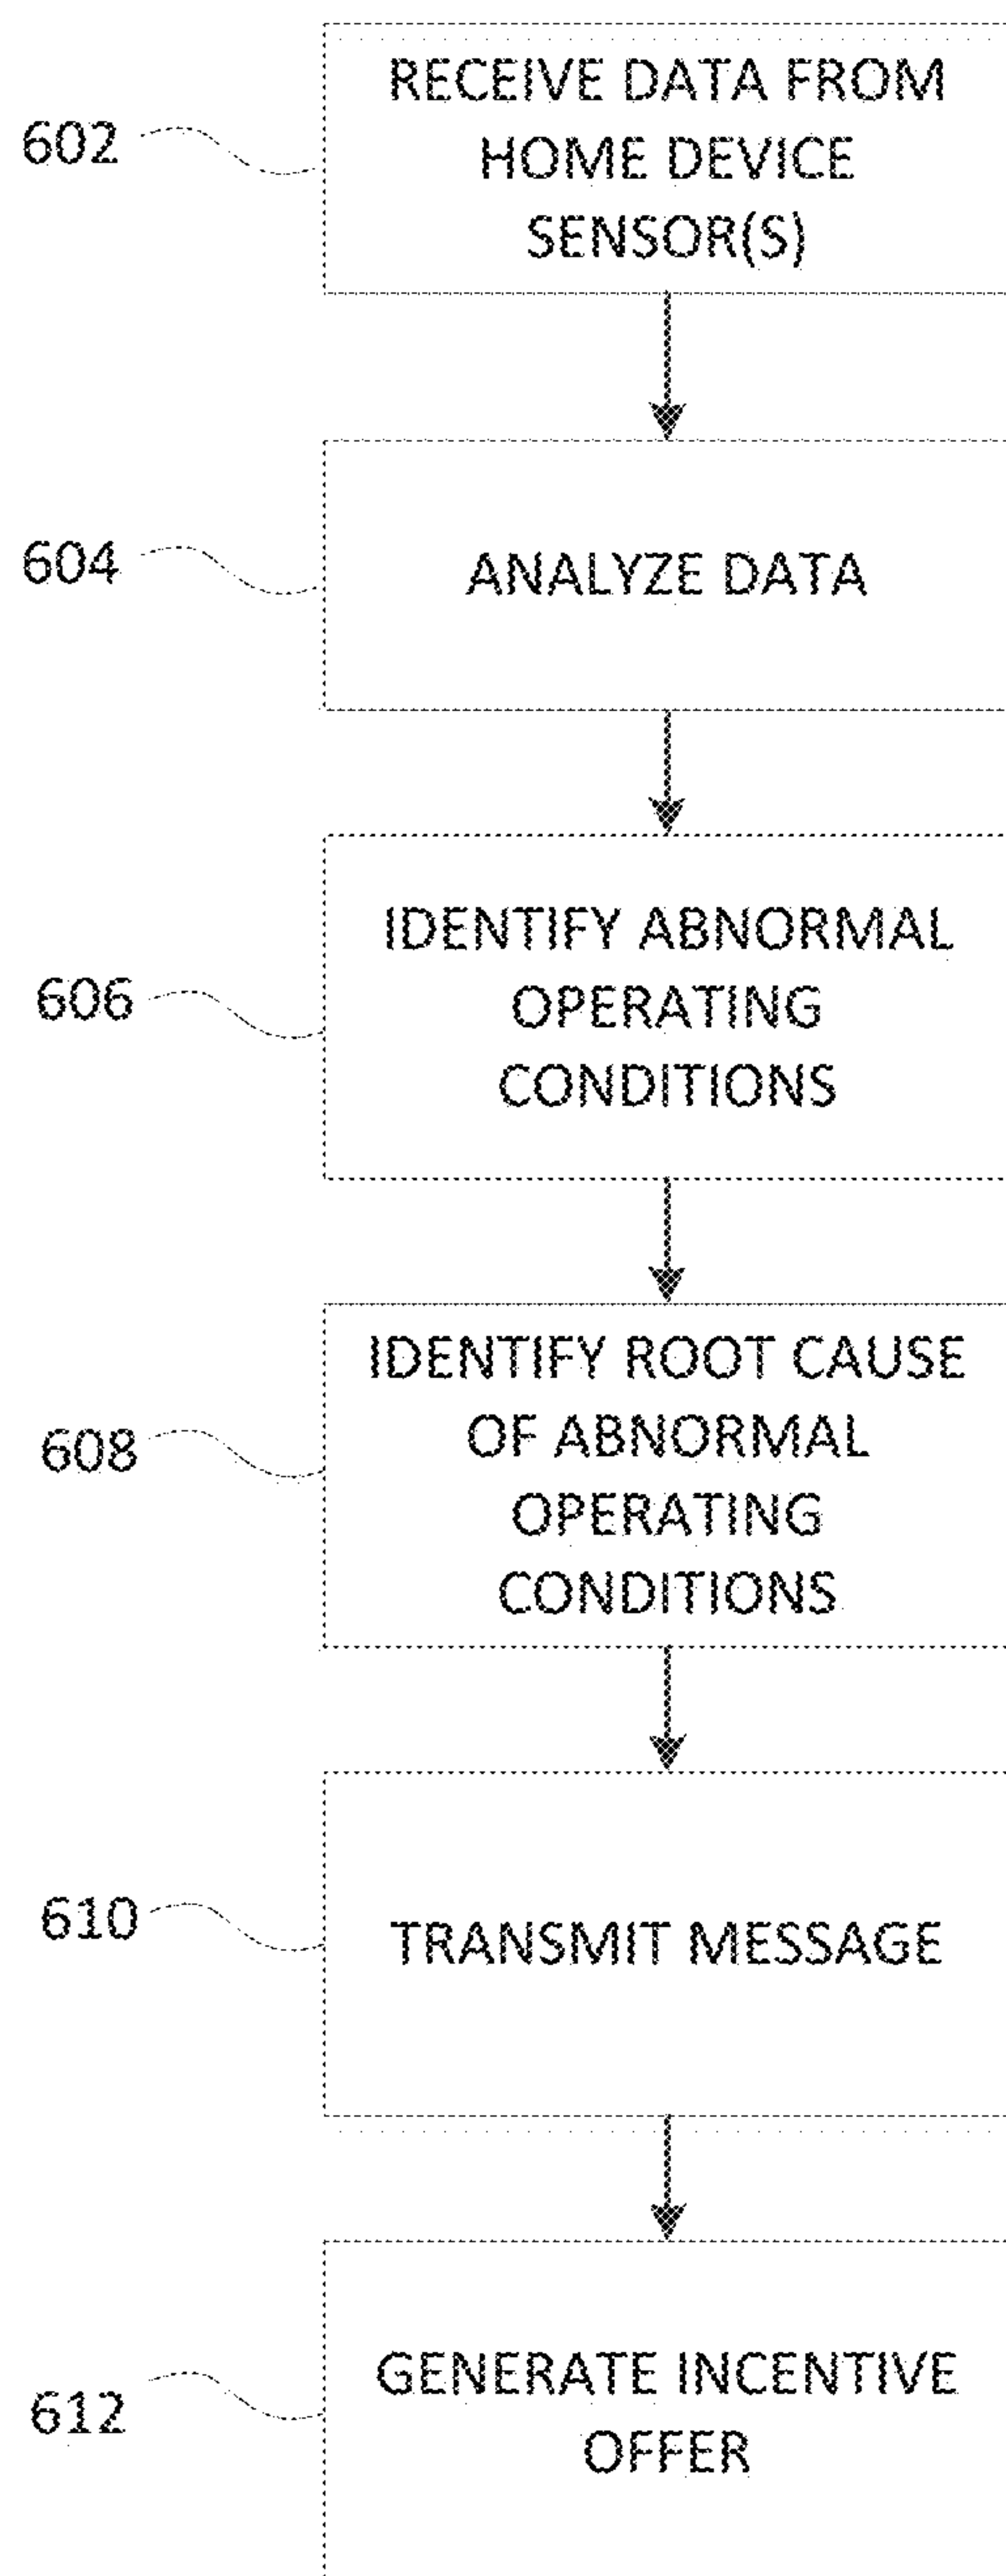 602
RECEIVE DATA FROM
HOME DEVICE
SENSOR(S)
604
ANALYZE DATA
606
IDENTIFY ABNORMAL
OPERATING
CONDITIONS
608
IDENTIFY ROOT CAUSE
OF ABNORMAL
OPERATING
CONDITIONS
610
TRANSMIT MESSAGE
612
GENERATE INCENTIVE
OFFER